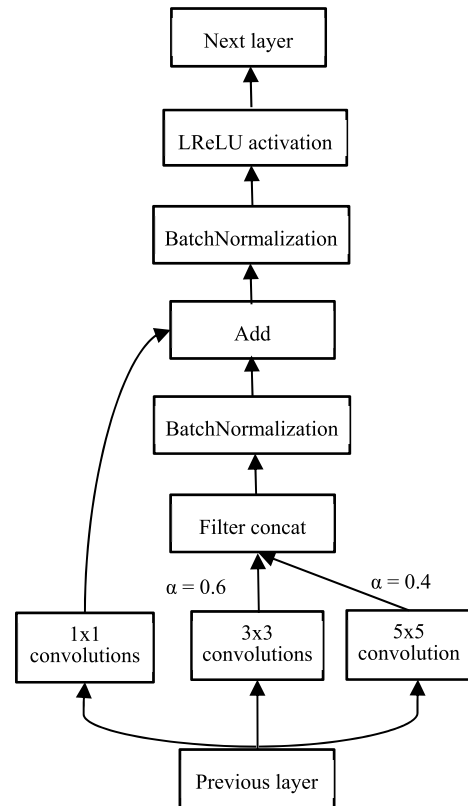 Next layer
LReLU activation
BatchNormalization
Add
BatchNormalization
Filter concat
α = 0.6
α = 0.4
1x1
convolutions
3x3
convolutions
5x5
convolution
Previous layer